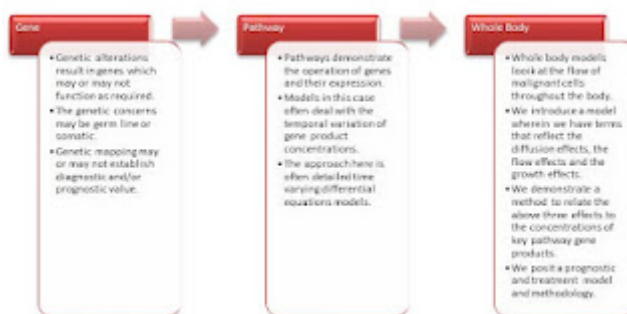 Gene
• Genetic alterations
result in genes which
may or may not
function as required.
• The genetic concerns
may be germ line or
somatic.
• Genetic mapping may
or may not establish
diagnostic and/or
prognostic value.
Pathway
• Pathways demonstrate
the operation of genes
and their expression.
• Models in this case
often deal with the
temporal variation of
gene product
concentrations.
• The approach here is
often detailed time
varying differential
equations models.
Whole Body
• Whole body models
look at the flow of
malignant cells
throughout the body.
• We introduce a model
wherein we have terms
that reflect the
diffusion effects, the
flow effects and the
growth effects.
• We demonstrate a
method to relate the
above three effects to
the concentrations of
key pathway gene
products.
• We posit a prognostic
and treatment model
and methodology.